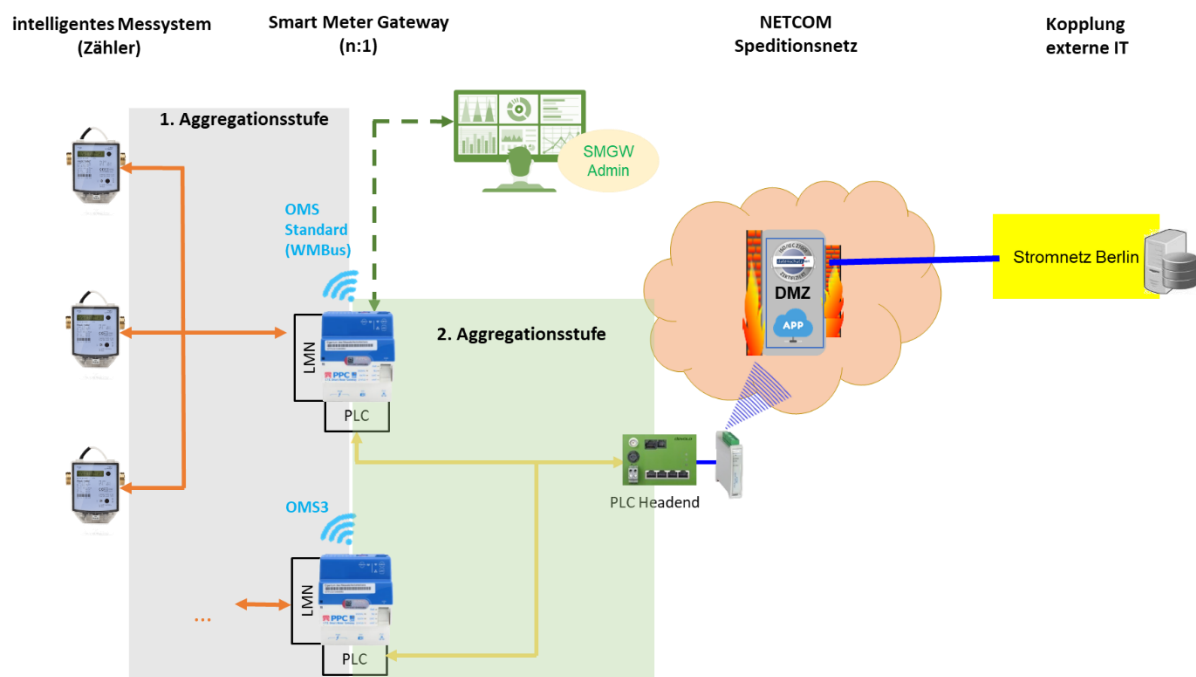 intelligentes Messystem
(Zähler)
Smart Meter Gateway
(n:1)
NETCOM
Speditionsnetz
Kopplung
externe IT
1. Aggregationsstufe
SMGW
Admin
OMS
Standard
(WMBus)
Stromnetz Berlin
DMZ
APP
2. Aggregationsstufe
LMN
PPC
PLC
PLC Headend
OMS3
LMN
PPC
PLC
...